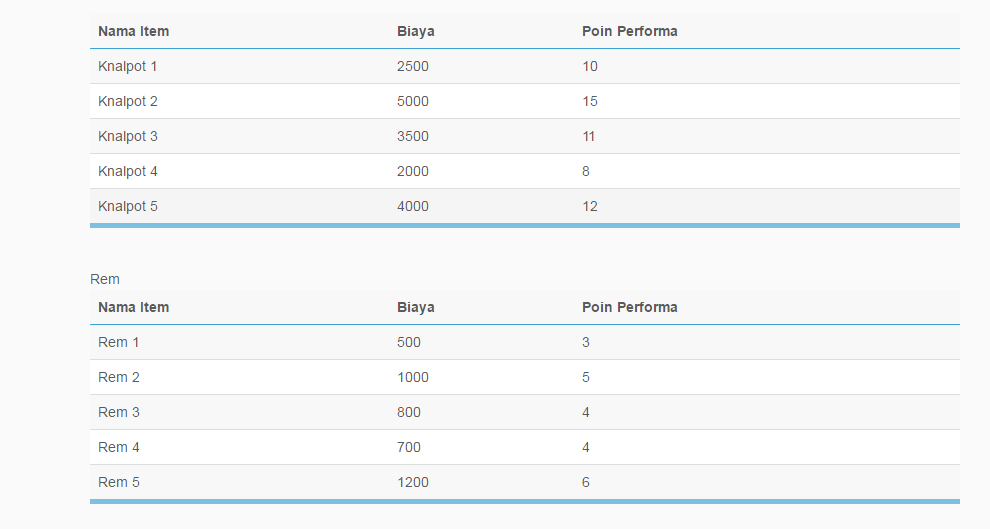 Nama Item Biaya Poin Performa
Knalpot 1 2500 10
Knalpot 2 5000 15
Knalpot 3 3500 11
Knalpot 4 2000 8
Knalpot 5 4000 12
Rem
Nama Item Biaya Poin Performa
Rem 1 500 3
Rem 2 1000 5
Rem 3 800 4
Rem 4 700 4
Rem 5 1200 6